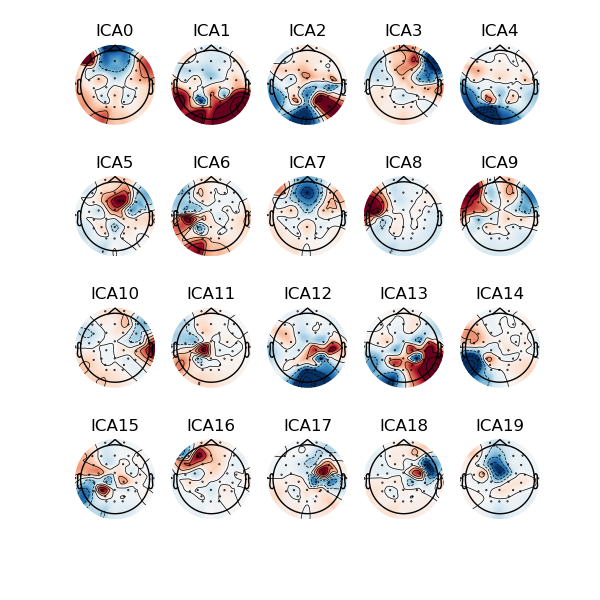 ICA0 ICA1 ICA2 ICA3 ICA4
ICA5 ICA6 ICA7 ICA8 ICA9
ICA10 ICA11 ICA12 ICA13 ICA14
ICA15 ICA16 ICA17 ICA18 ICA19